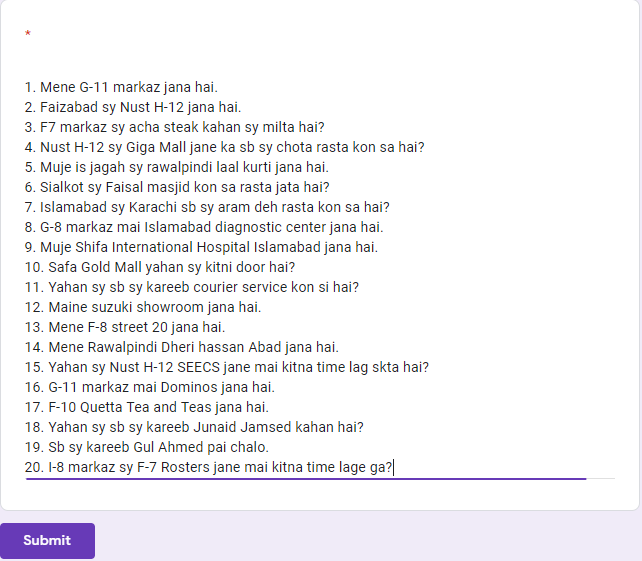 *
1. Mene G-11 markaz jana hai.
2. Faizabad sy Nust H-12 jana hai.
3. F7 markaz sy acha steak kahan sy milta hai?
4. Nust H-12 sy Giga Mall jane ka sb sy chota rasta kon sa hai?
5. Muje is jagah sy rawalpindi laal kurti jana hai.
6. Sialkot sy Faisal masjid kon sa rasta jata hai?
7. Islamabad sy Karachi sb sy aram deh rasta kon sa hai?
8. G-8 markaz mai Islamabad diagnostic center jana hai.
9. Muje Shifa International Hospital Islamabad jana hai.
10. Safa Gold Mall yahan sy kitni door hai?
11. Yahan sy sb sy kareeb courier service kon si hai?
12. Maine suzuki showroom jana hai.
13. Mene F-8 street 20 jana hai.
14. Mene Rawalpindi Dheri hassan Abad jana hai.
15. Yahan sy Nust H-12 SEECS jane mai kitna time lag skta hai?
16. G-11 markaz mai Dominos jana hai.
17. F-10 Quetta Tea and Teas jana hai.
18. Yahan sy sb sy kareeb Junaid Jamsed kahan hai?
19. Sb sy kareeb Gul Ahmed pai chalo.
20. I-8 markaz sy F-7 Rosters jane mai kitna time lage ga?
Submit